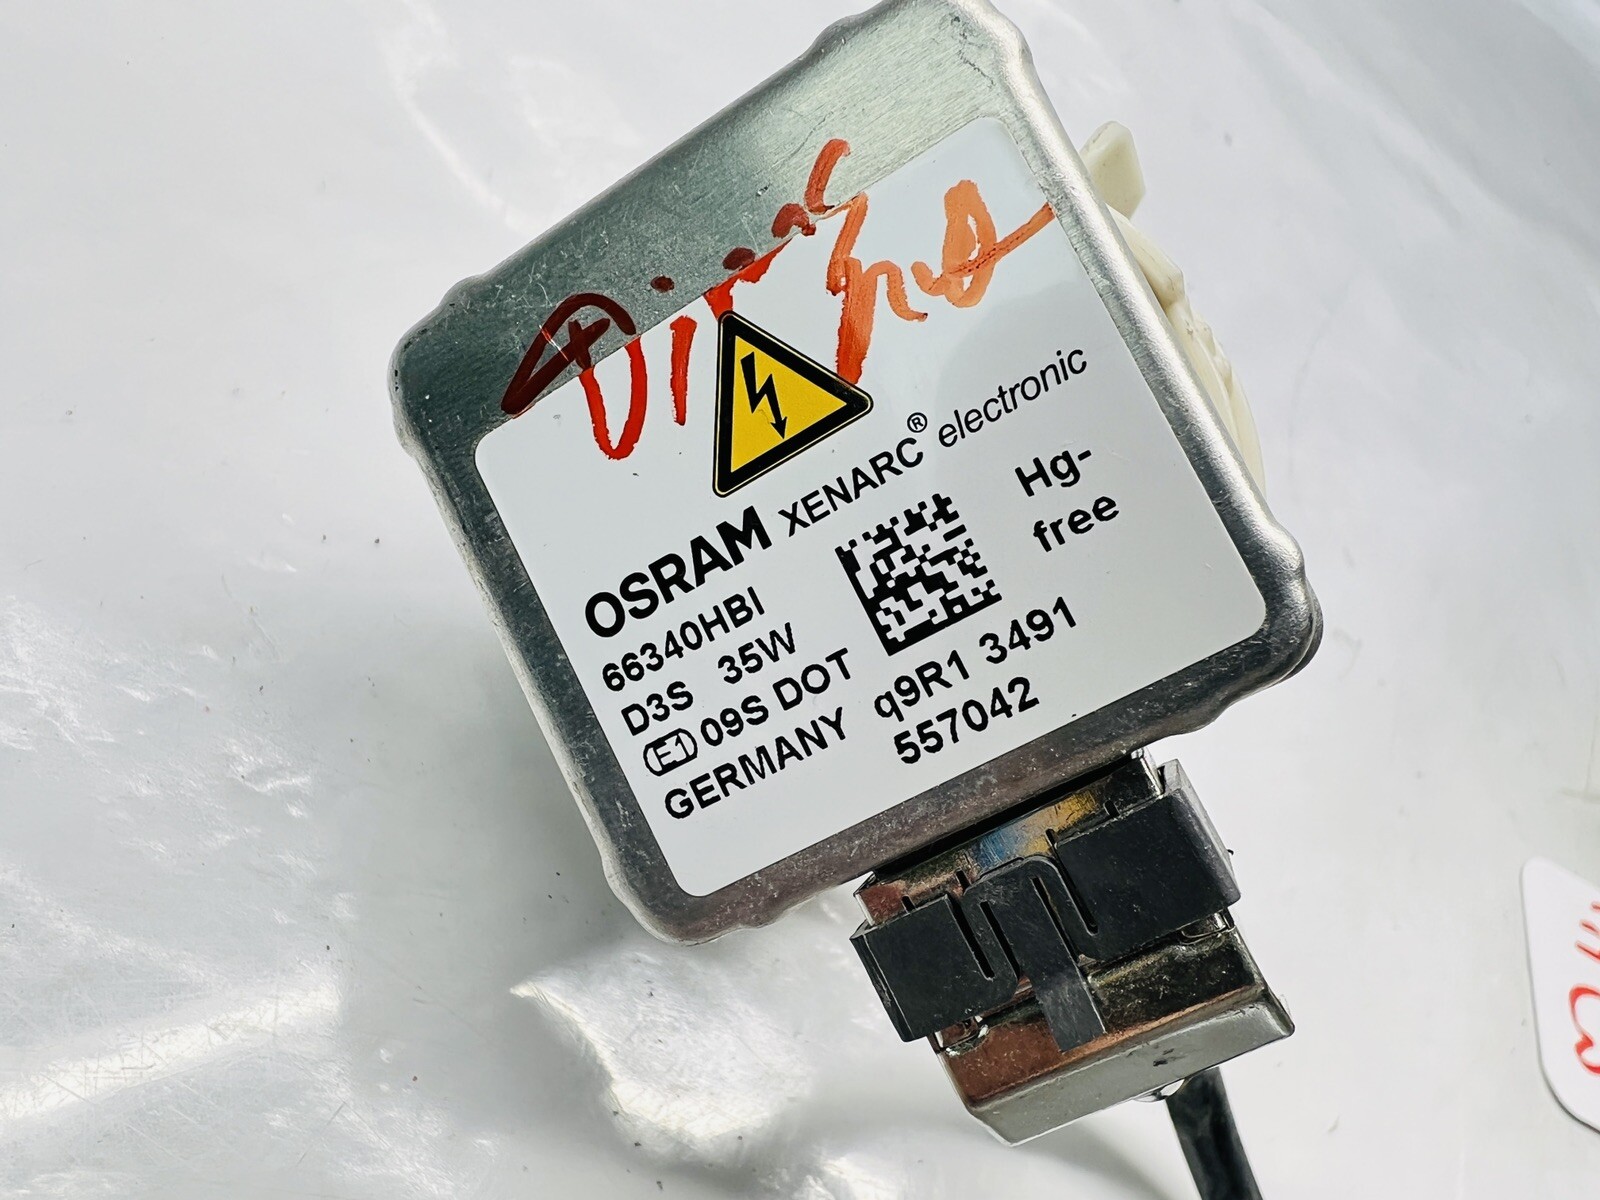 OSRAM XENARC® electronic
66340HBI
D3S 35W
Hg-
free
E1 09S DOT
GERMANY
q9R1 3491
557042